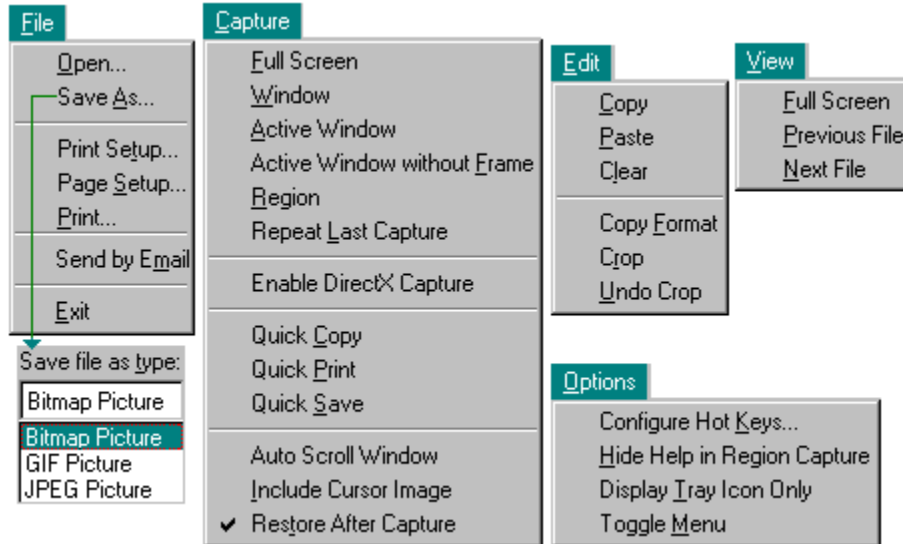 File
Open...
Save As...
Print Setup...
Page Setup...
Print...
Send by Email
Exit
Save file as type:
Bitmap Picture
Bitmap Picture
GIF Picture
JPEG Picture
Capture
Full Screen
Window
Active Window
Active Window without Frame
Region
Repeat Last Capture
Enable DirectX Capture
Quick Copy
Quick Print
Quick Save
Auto Scroll Window
Include Cursor Image
Restore After Capture
Edit
Copy
Paste
Clear
Copy Format
Crop
Undo Crop
View
Full Screen
Previous File
Next File
Options
Configure Hot Keys...
Hide Help in Region Capture
Display Tray Icon Only
Toggle Menu